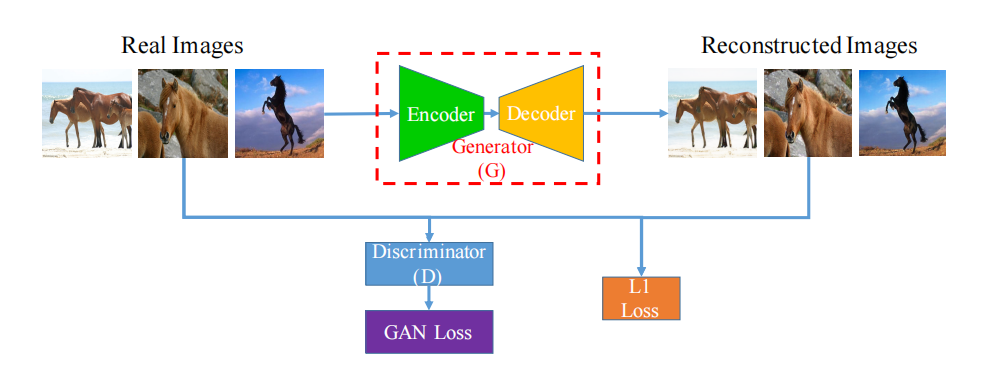 Real Images
Reconstructed Images
Encoder
Decoder
Generator
(G)
Discriminator
(D)
L1
Loss
GAN Loss